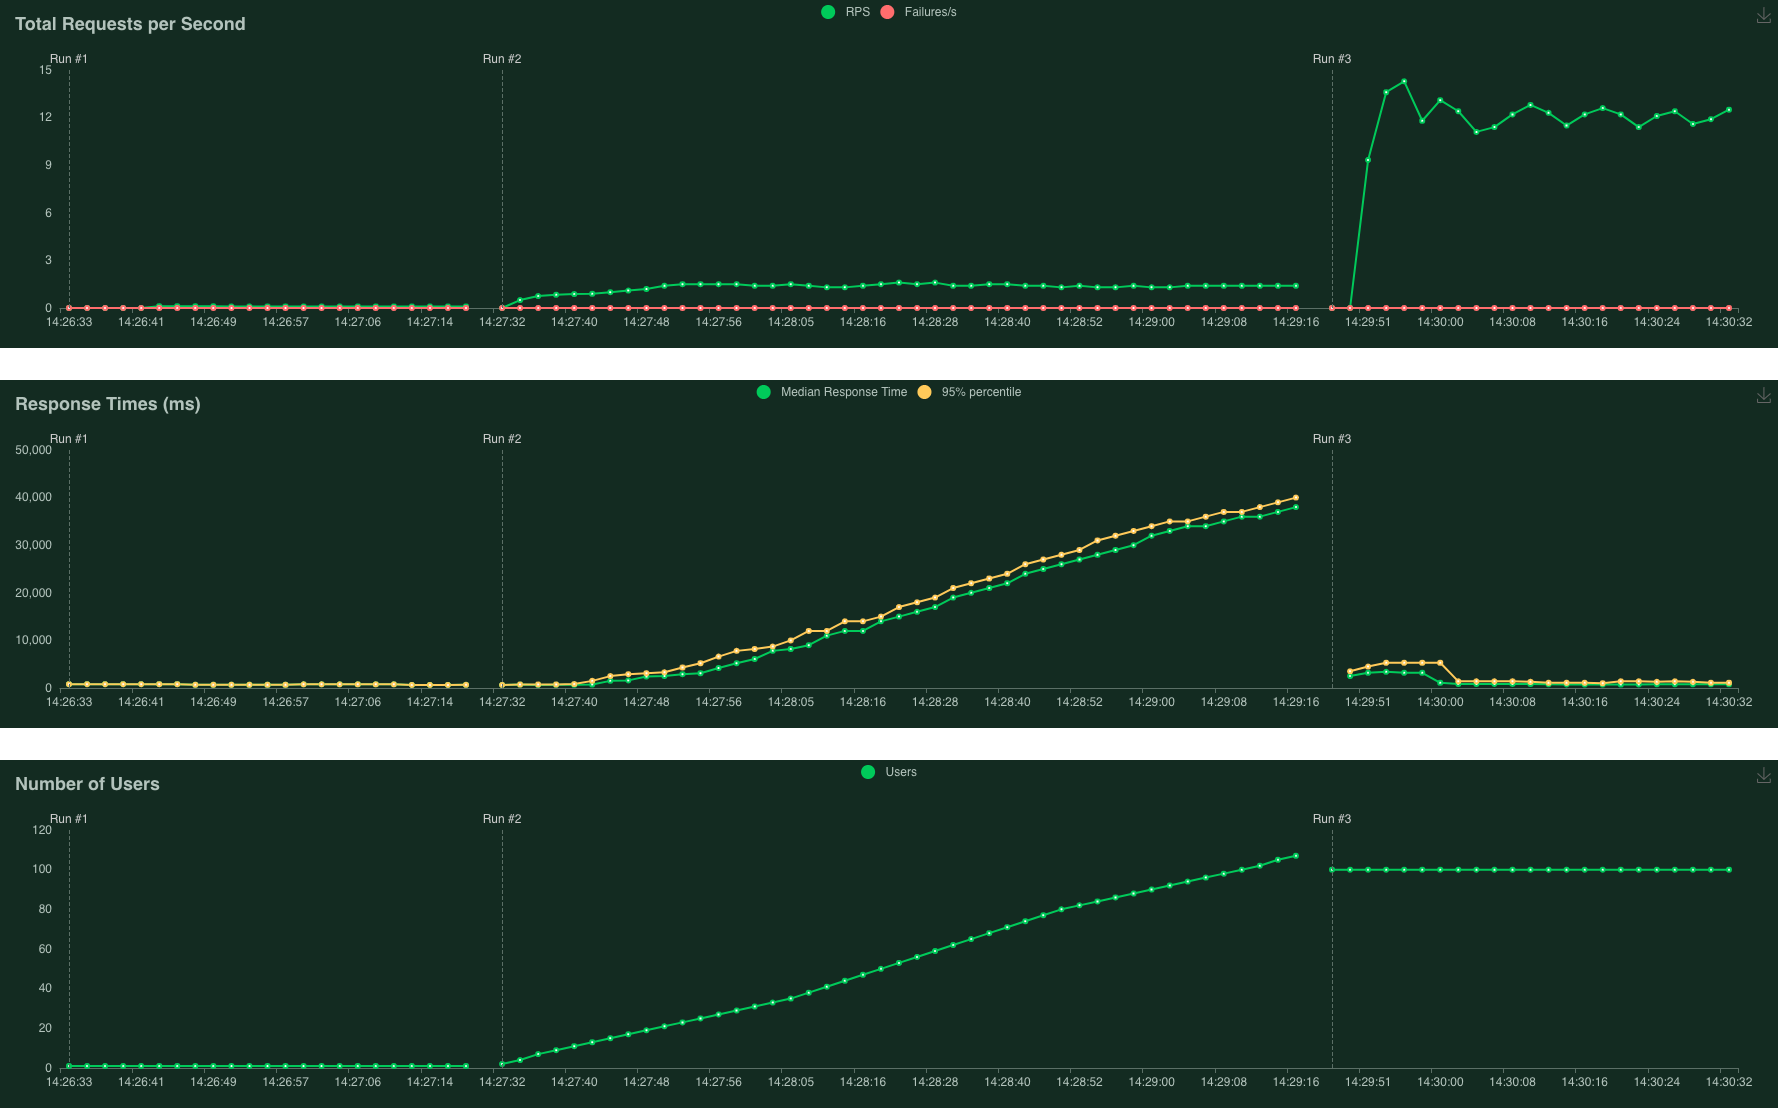 Total Requests per Second
RPS Failures/s
Run #1 Run #2 Run #3
15
12
9
6
3
0
14:26:33 14:26:41 14:26:49 14:26:57 14:27:06 14:27:14 14:27:32 14:27:40 14:27:48 14:27:56 14:28:05 14:28:16 14:28:28 14:28:40 14:28:52 14:29:00 14:29:08 14:29:16 14:29:51 14:30:00 14:30:08 14:30:16 14:30:24 14:30:32
Response Times (ms)
Median Response Time 95% percentile
Run #1 Run #2 Run #3
50,000
40,000
30,000
20,000
10,000
0
14:26:33 14:26:41 14:26:49 14:26:57 14:27:06 14:27:14 14:27:32 14:27:40 14:27:48 14:27:56 14:28:05 14:28:16 14:28:28 14:28:40 14:28:52 14:29:00 14:29:08 14:29:16 14:29:51 14:30:00 14:30:08 14:30:16 14:30:24 14:30:32
Number of Users
Users
Run #1 Run #2 Run #3
120
100
80
60
40
20
0
14:26:33 14:26:41 14:26:49 14:26:57 14:27:06 14:27:14 14:27:32 14:27:40 14:27:48 14:27:56 14:28:05 14:28:16 14:28:28 14:28:40 14:28:52 14:29:00 14:29:08 14:29:16 14:29:51 14:30:00 14:30:08 14:30:16 14:30:24 14:30:32